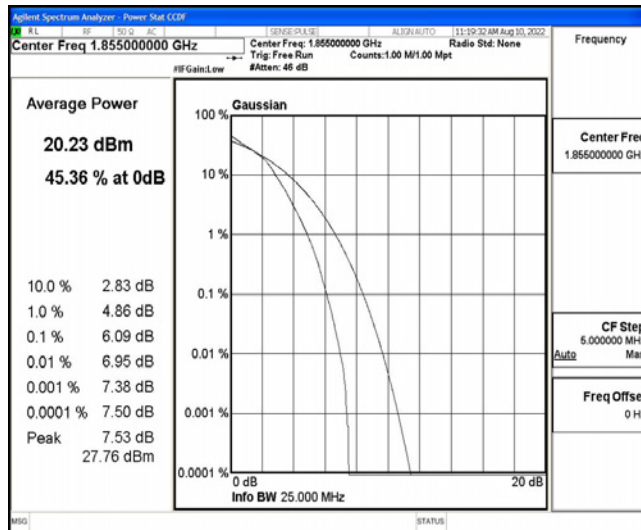 Agilent Spectrum Analyzer - Power Stat CCDF
RL RF 50 Ω AC SENSE:PULSE ALIGN AUTO 11:19:32 AM Aug 10, 2022
Center Freq 1.855000000 GHz
Center Freq: 1.855000000 GHz Radio Std: None
Trig: Free Run Counts:1.00 M/1.00 Mpt
#IFGain:Low #Atten: 46 dB
Frequency
Average Power
20.23 dBm
45.36 % at 0dB
10.0 % 2.83 dB
1.0 % 4.86 dB
0.1 % 6.09 dB
0.01 % 6.95 dB
0.001 % 7.38 dB
0.0001 % 7.50 dB
Peak 7.53 dB
27.76 dBm
Gaussian
100 %
10 %
1 %
0.1 %
0.01 %
0.001 %
0.0001 %
0 dB 20 dB
Info BW 25.000 MHz
Center Fre
1.855000000 GH
CF Step
5.000000 MH
Auto Ma
Freq Offse
0 H
MSG STATUS